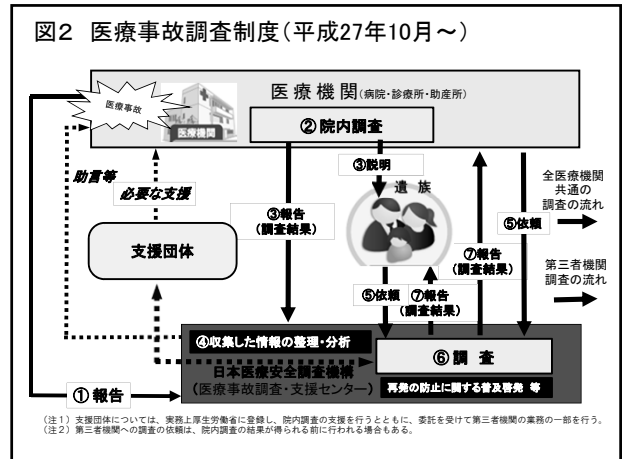 図2 医療事故調査制度(平成27年10月～)
医療機関(病院・診療所・助産所)
医療事故
医療機関
②院内調査
③説明
助言等
必要な支援
遺族
全医療機関
共通の
調査の流れ
③報告
(調査結果)
⑤依頼
支援団体
⑦報告
(調査結果)
第三者機関
調査の流れ
⑤依頼
⑦報告
(調査結果)
④収集した情報の整理・分析
⑥調査
日本医療安全調査機構
(医療事故調査・支援センター)
再発の防止に関する普及啓発 等
①報告
(注1)支援団体については、実務上厚生労働省に登録し、院内調査の支援を行うとともに、委託を受けて第三者機関の業務の一部を行う。
(注2)第三者機関への調査の依頼は、院内調査の結果が得られる前に行われる場合もある。